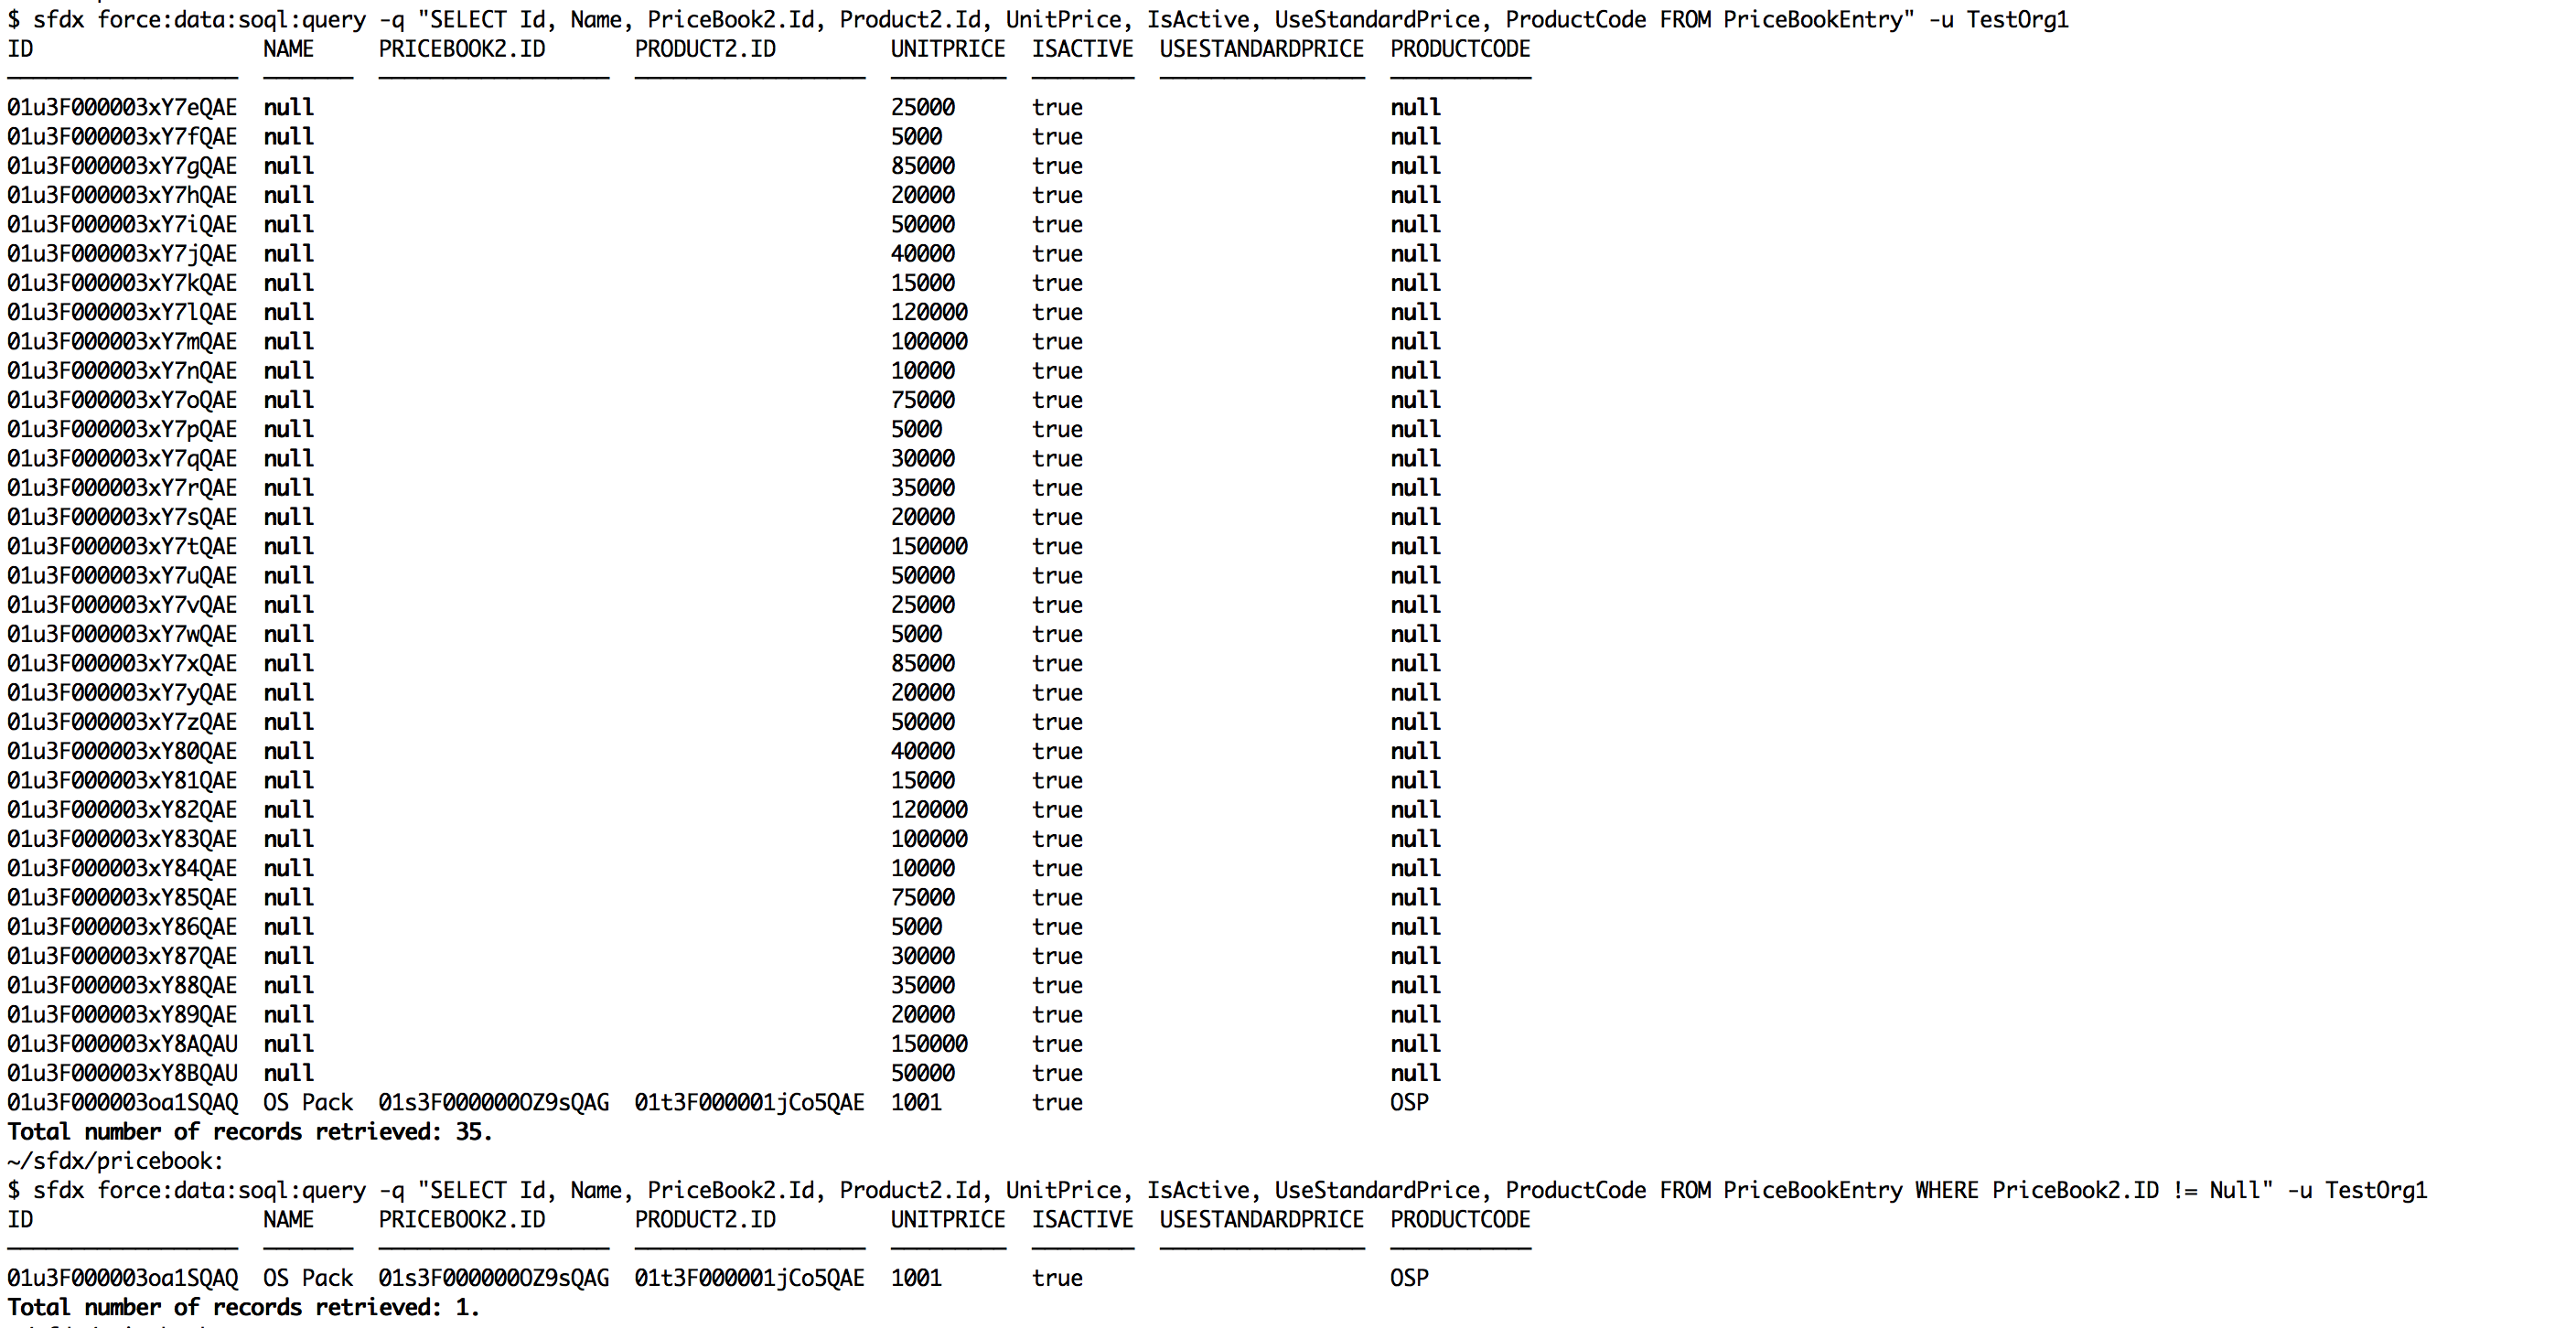 $ sfdx force:data:soql:query -q "SELECT Id, Name, PriceBook2.Id, Product2.Id, UnitPrice, IsActive, UseStandardPrice, ProductCode FROM PriceBookEntry" -u TestOrg1
ID NAME PRICEBOOK2.ID PRODUCT2.ID UNITPRICE ISACTIVE USESTANDARDPRICE PRODUCTCODE
01u3F000003xY7eQAE null 25000 true null
01u3F000003xY7fQAE null 5000 true null
01u3F000003xY7gQAE null 85000 true null
01u3F000003xY7hQAE null 20000 true null
01u3F000003xY7iQAE null 50000 true null
01u3F000003xY7jQAE null 40000 true null
01u3F000003xY7kQAE null 15000 true null
01u3F000003xY7lQAE null 120000 true null
01u3F000003xY7mQAE null 100000 true null
01u3F000003xY7nQAE null 10000 true null
01u3F000003xY7oQAE null 75000 true null
01u3F000003xY7pQAE null 5000 true null
01u3F000003xY7qQAE null 30000 true null
01u3F000003xY7rQAE null 35000 true null
01u3F000003xY7sQAE null 20000 true null
01u3F000003xY7tQAE null 150000 true null
01u3F000003xY7uQAE null 50000 true null
01u3F000003xY7vQAE null 25000 true null
01u3F000003xY7wQAE null 5000 true null
01u3F000003xY7xQAE null 85000 true null
01u3F000003xY7yQAE null 20000 true null
01u3F000003xY7zQAE null 50000 true null
01u3F000003xY80QAE null 40000 true null
01u3F000003xY81QAE null 15000 true null
01u3F000003xY82QAE null 120000 true null
01u3F000003xY83QAE null 100000 true null
01u3F000003xY84QAE null 10000 true null
01u3F000003xY85QAE null 75000 true null
01u3F000003xY86QAE null 5000 true null
01u3F000003xY87QAE null 30000 true null
01u3F000003xY88QAE null 35000 true null
01u3F000003xY89QAE null 20000 true null
01u3F000003xY8AQAU null 150000 true null
01u3F000003xY8BQAU null 50000 true null
01u3F000003oa1SQAQ OS Pack 01s3F000000OZ9sQAG 01t3F000001jCo5QAE 1001 true OSP
Total number of records retrieved: 35.
~/sfdx/pricebook:
$ sfdx force:data:soql:query -q "SELECT Id, Name, PriceBook2.Id, Product2.Id, UnitPrice, IsActive, UseStandardPrice, ProductCode FROM PriceBookEntry WHERE PriceBook2.ID != Null" -u TestOrg1
ID NAME PRICEBOOK2.ID PRODUCT2.ID UNITPRICE ISACTIVE USESTANDARDPRICE PRODUCTCODE
01u3F000003oa1SQAQ OS Pack 01s3F000000OZ9sQAG 01t3F000001jCo5QAE 1001 true OSP
Total number of records retrieved: 1.